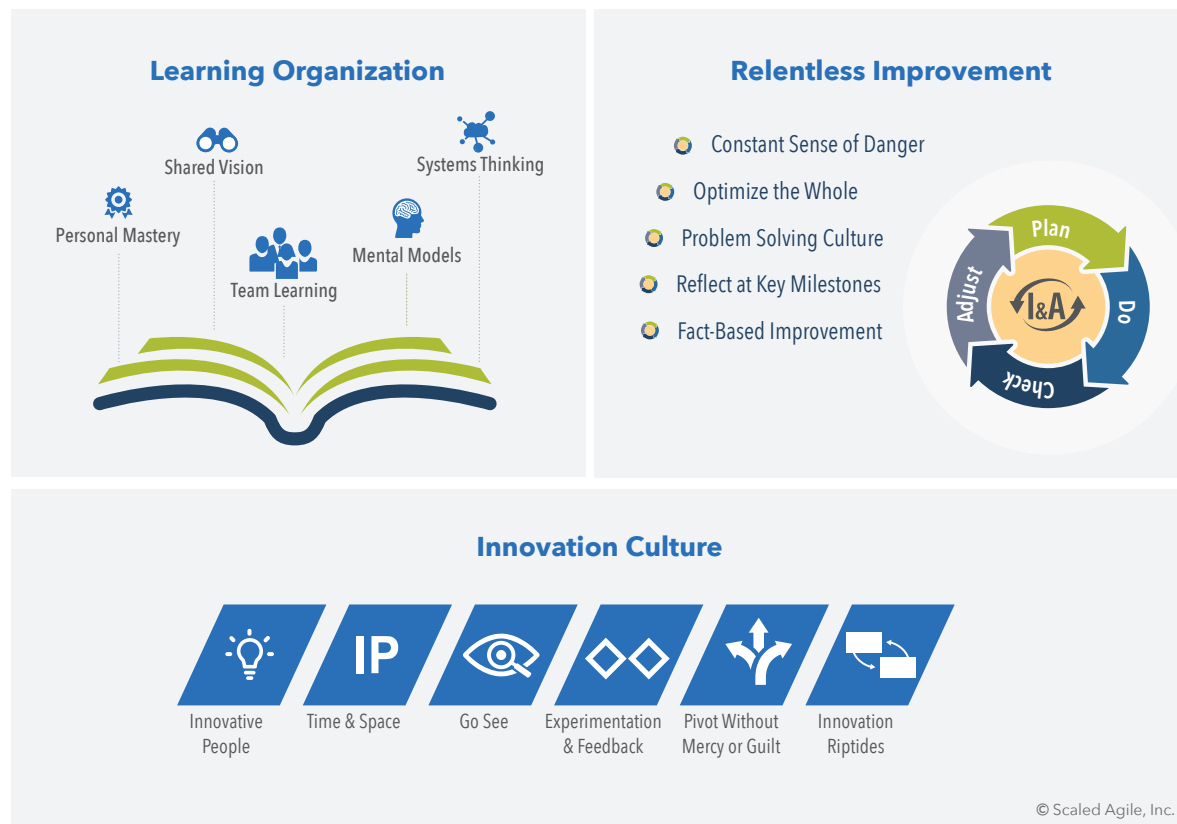 Learning Organization
Shared Vision
Systems Thinking
Personal Mastery
Mental Models
Team Learning
Relentless Improvement
Constant Sense of Danger
Optimize the Whole
Problem Solving Culture
Reflect at Key Milestones
Fact-Based Improvement
Plan
Do
Check
Adjust
I&A
Innovation Culture
IP
Innovative
People
Time & Space
Go See
Experimentation
& Feedback
Pivot Without
Mercy or Guilt
Innovation
Riptides
© Scaled Agile, Inc.